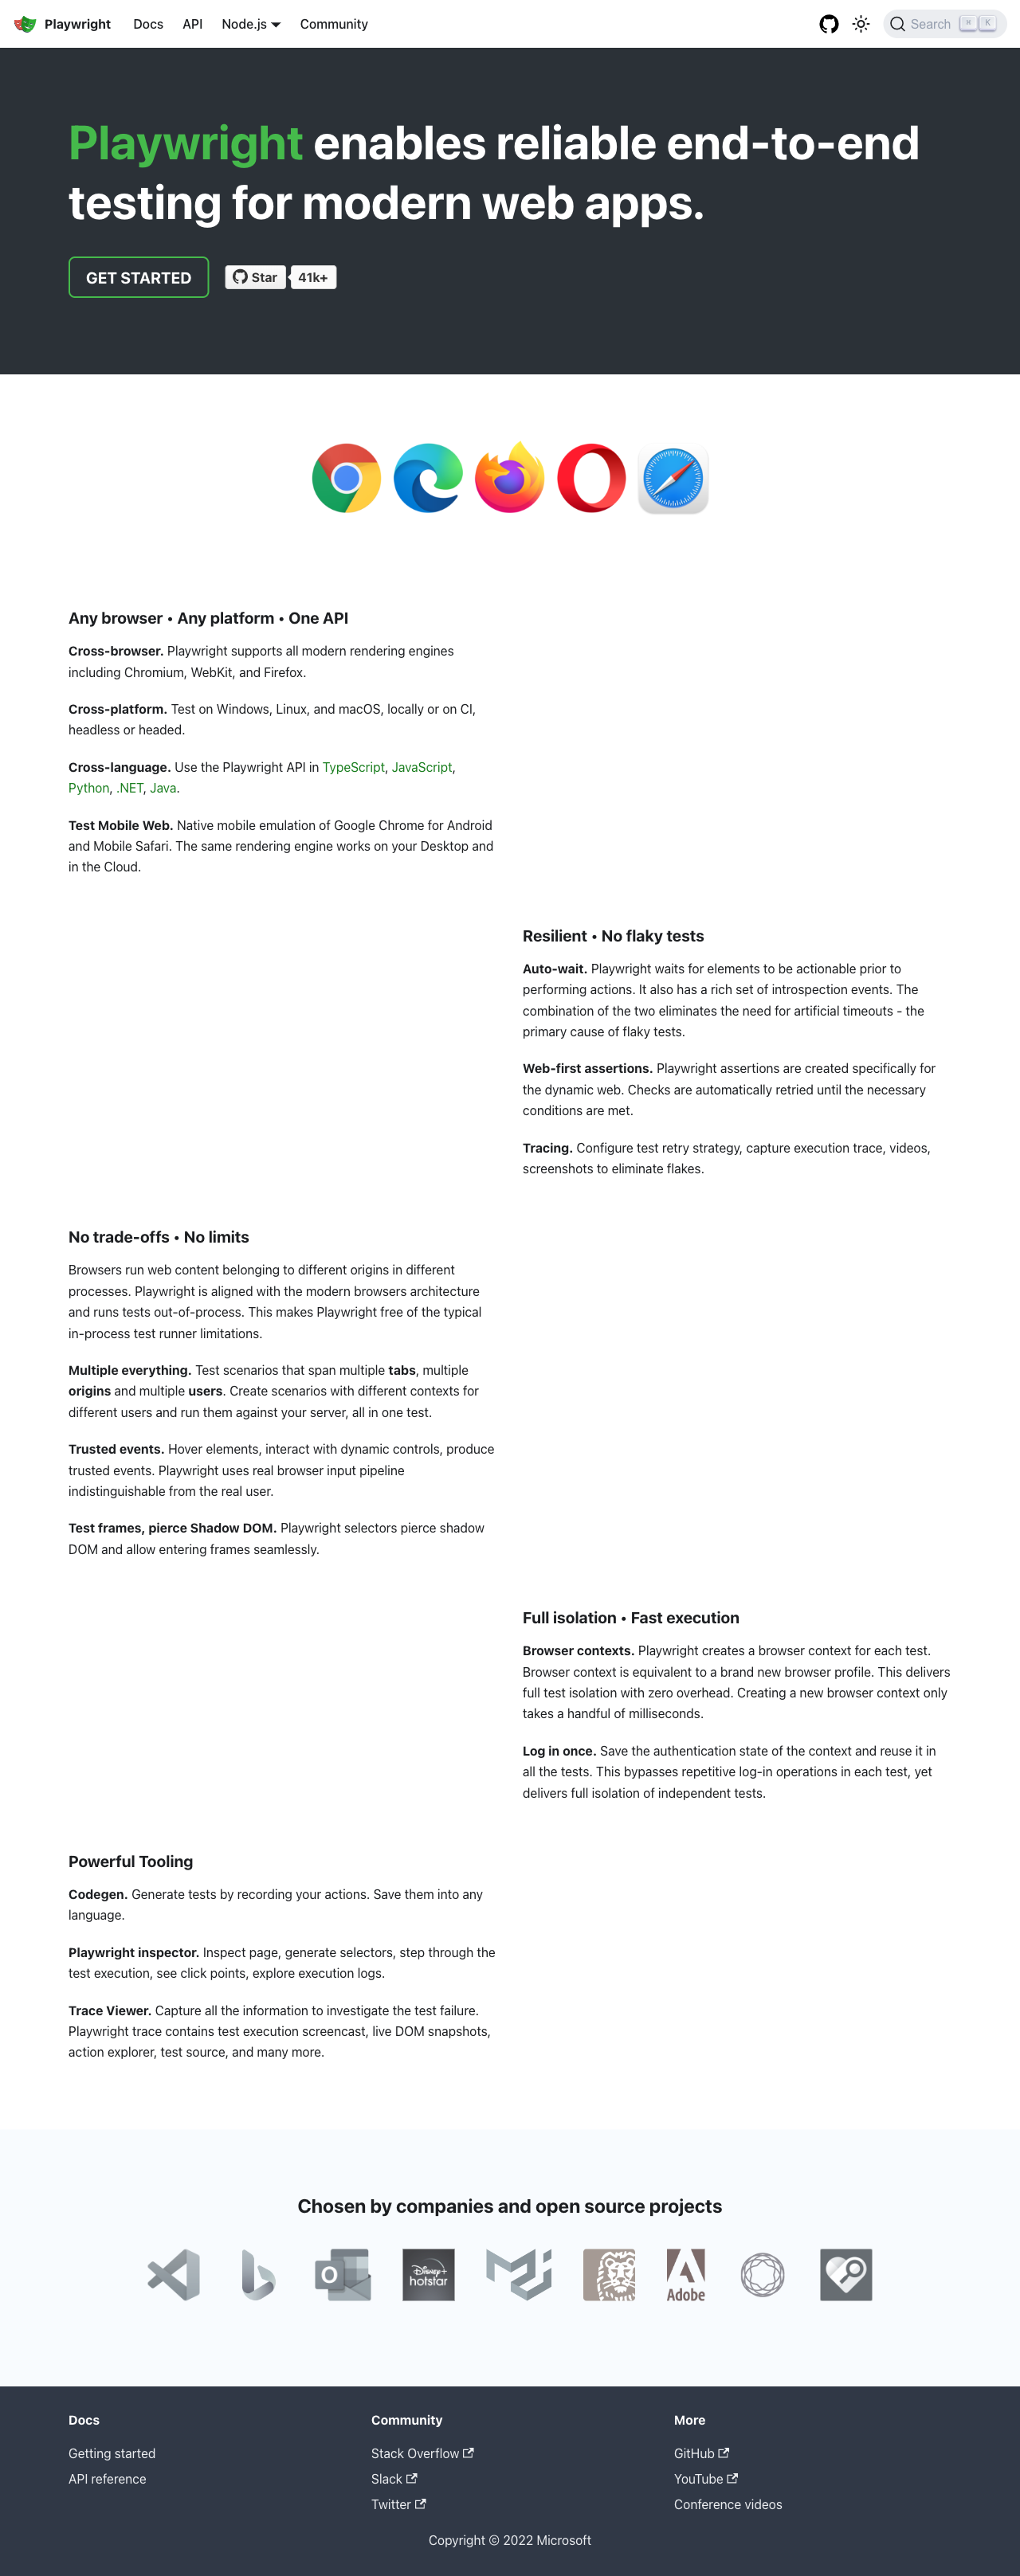 Playwright Docs API Node.js Community Search ⌘ K
Playwright enables reliable end-to-end
testing for modern web apps.
GET STARTED Star 41k+
Any browser • Any platform • One API
Cross-browser. Playwright supports all modern rendering engines
including Chromium, WebKit, and Firefox.
Cross-platform. Test on Windows, Linux, and macOS, locally or on CI,
headless or headed.
Cross-language. Use the Playwright API in TypeScript, JavaScript,
Python, .NET, Java.
Test Mobile Web. Native mobile emulation of Google Chrome for Android
and Mobile Safari. The same rendering engine works on your Desktop and
in the Cloud.
Resilient • No flaky tests
Auto-wait. Playwright waits for elements to be actionable prior to
performing actions. It also has a rich set of introspection events. The
combination of the two eliminates the need for artificial timeouts - the
primary cause of flaky tests.
Web-first assertions. Playwright assertions are created specifically for
the dynamic web. Checks are automatically retried until the necessary
conditions are met.
Tracing. Configure test retry strategy, capture execution trace, videos,
screenshots to eliminate flakes.
No trade-offs • No limits
Browsers run web content belonging to different origins in different
processes. Playwright is aligned with the modern browsers architecture
and runs tests out-of-process. This makes Playwright free of the typical
in-process test runner limitations.
Multiple everything. Test scenarios that span multiple tabs, multiple
origins and multiple users. Create scenarios with different contexts for
different users and run them against your server, all in one test.
Trusted events. Hover elements, interact with dynamic controls, produce
trusted events. Playwright uses real browser input pipeline
indistinguishable from the real user.
Test frames, pierce Shadow DOM. Playwright selectors pierce shadow
DOM and allow entering frames seamlessly.
Full isolation • Fast execution
Browser contexts. Playwright creates a browser context for each test.
Browser context is equivalent to a brand new browser profile. This delivers
full test isolation with zero overhead. Creating a new browser context only
takes a handful of milliseconds.
Log in once. Save the authentication state of the context and reuse it in
all the tests. This bypasses repetitive log-in operations in each test, yet
delivers full isolation of independent tests.
Powerful Tooling
Codegen. Generate tests by recording your actions. Save them into any
language.
Playwright inspector. Inspect page, generate selectors, step through the
test execution, see click points, explore execution logs.
Trace Viewer. Capture all the information to investigate the test failure.
Playwright trace contains test execution screencast, live DOM snapshots,
action explorer, test source, and many more.
Chosen by companies and open source projects
Disney+
hotstar
Adobe
Docs
Getting started
API reference
Community
Stack Overflow
Slack
Twitter
More
GitHub
YouTube
Conference videos
Copyright © 2022 Microsoft